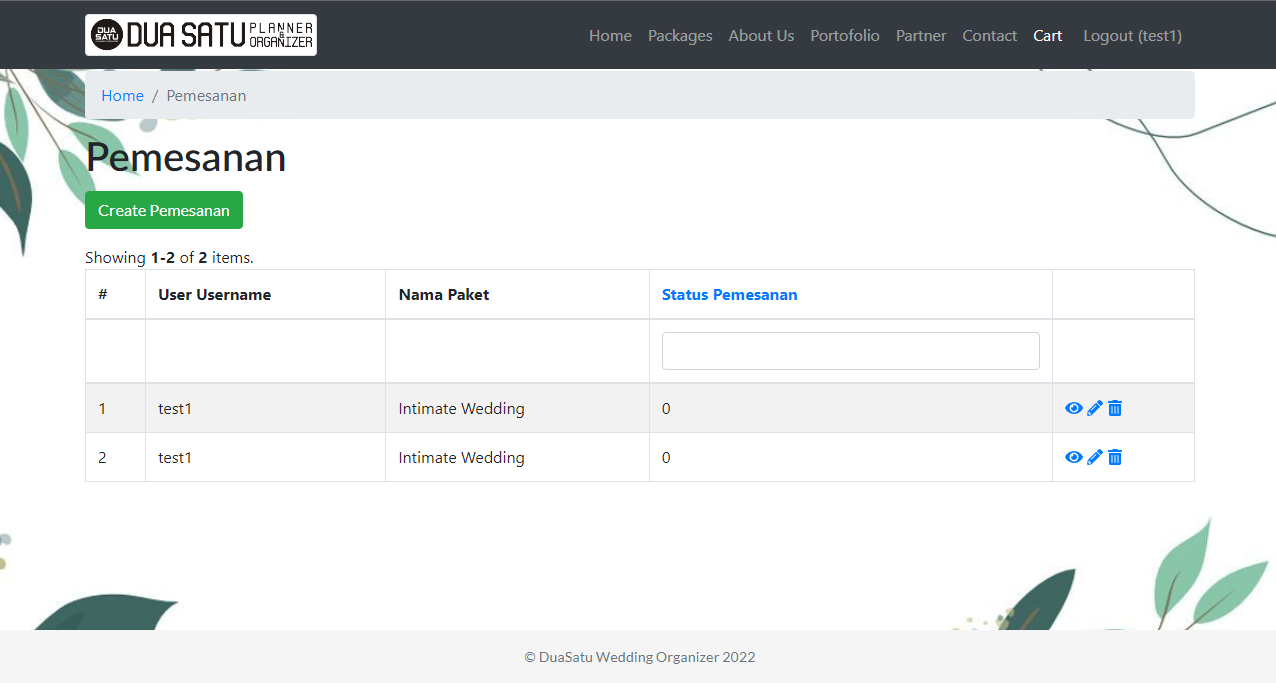 DUA SATU DUA SATU PLANNER & ORGANIZER
Home Packages About Us Portofolio Partner Contact Cart Logout (test1)
Home / Pemesanan
Pemesanan
Create Pemesanan
Showing 1-2 of 2 items.
# User Username Nama Paket Status Pemesanan
1 test1 Intimate Wedding 0
2 test1 Intimate Wedding 0
© DuaSatu Wedding Organizer 2022